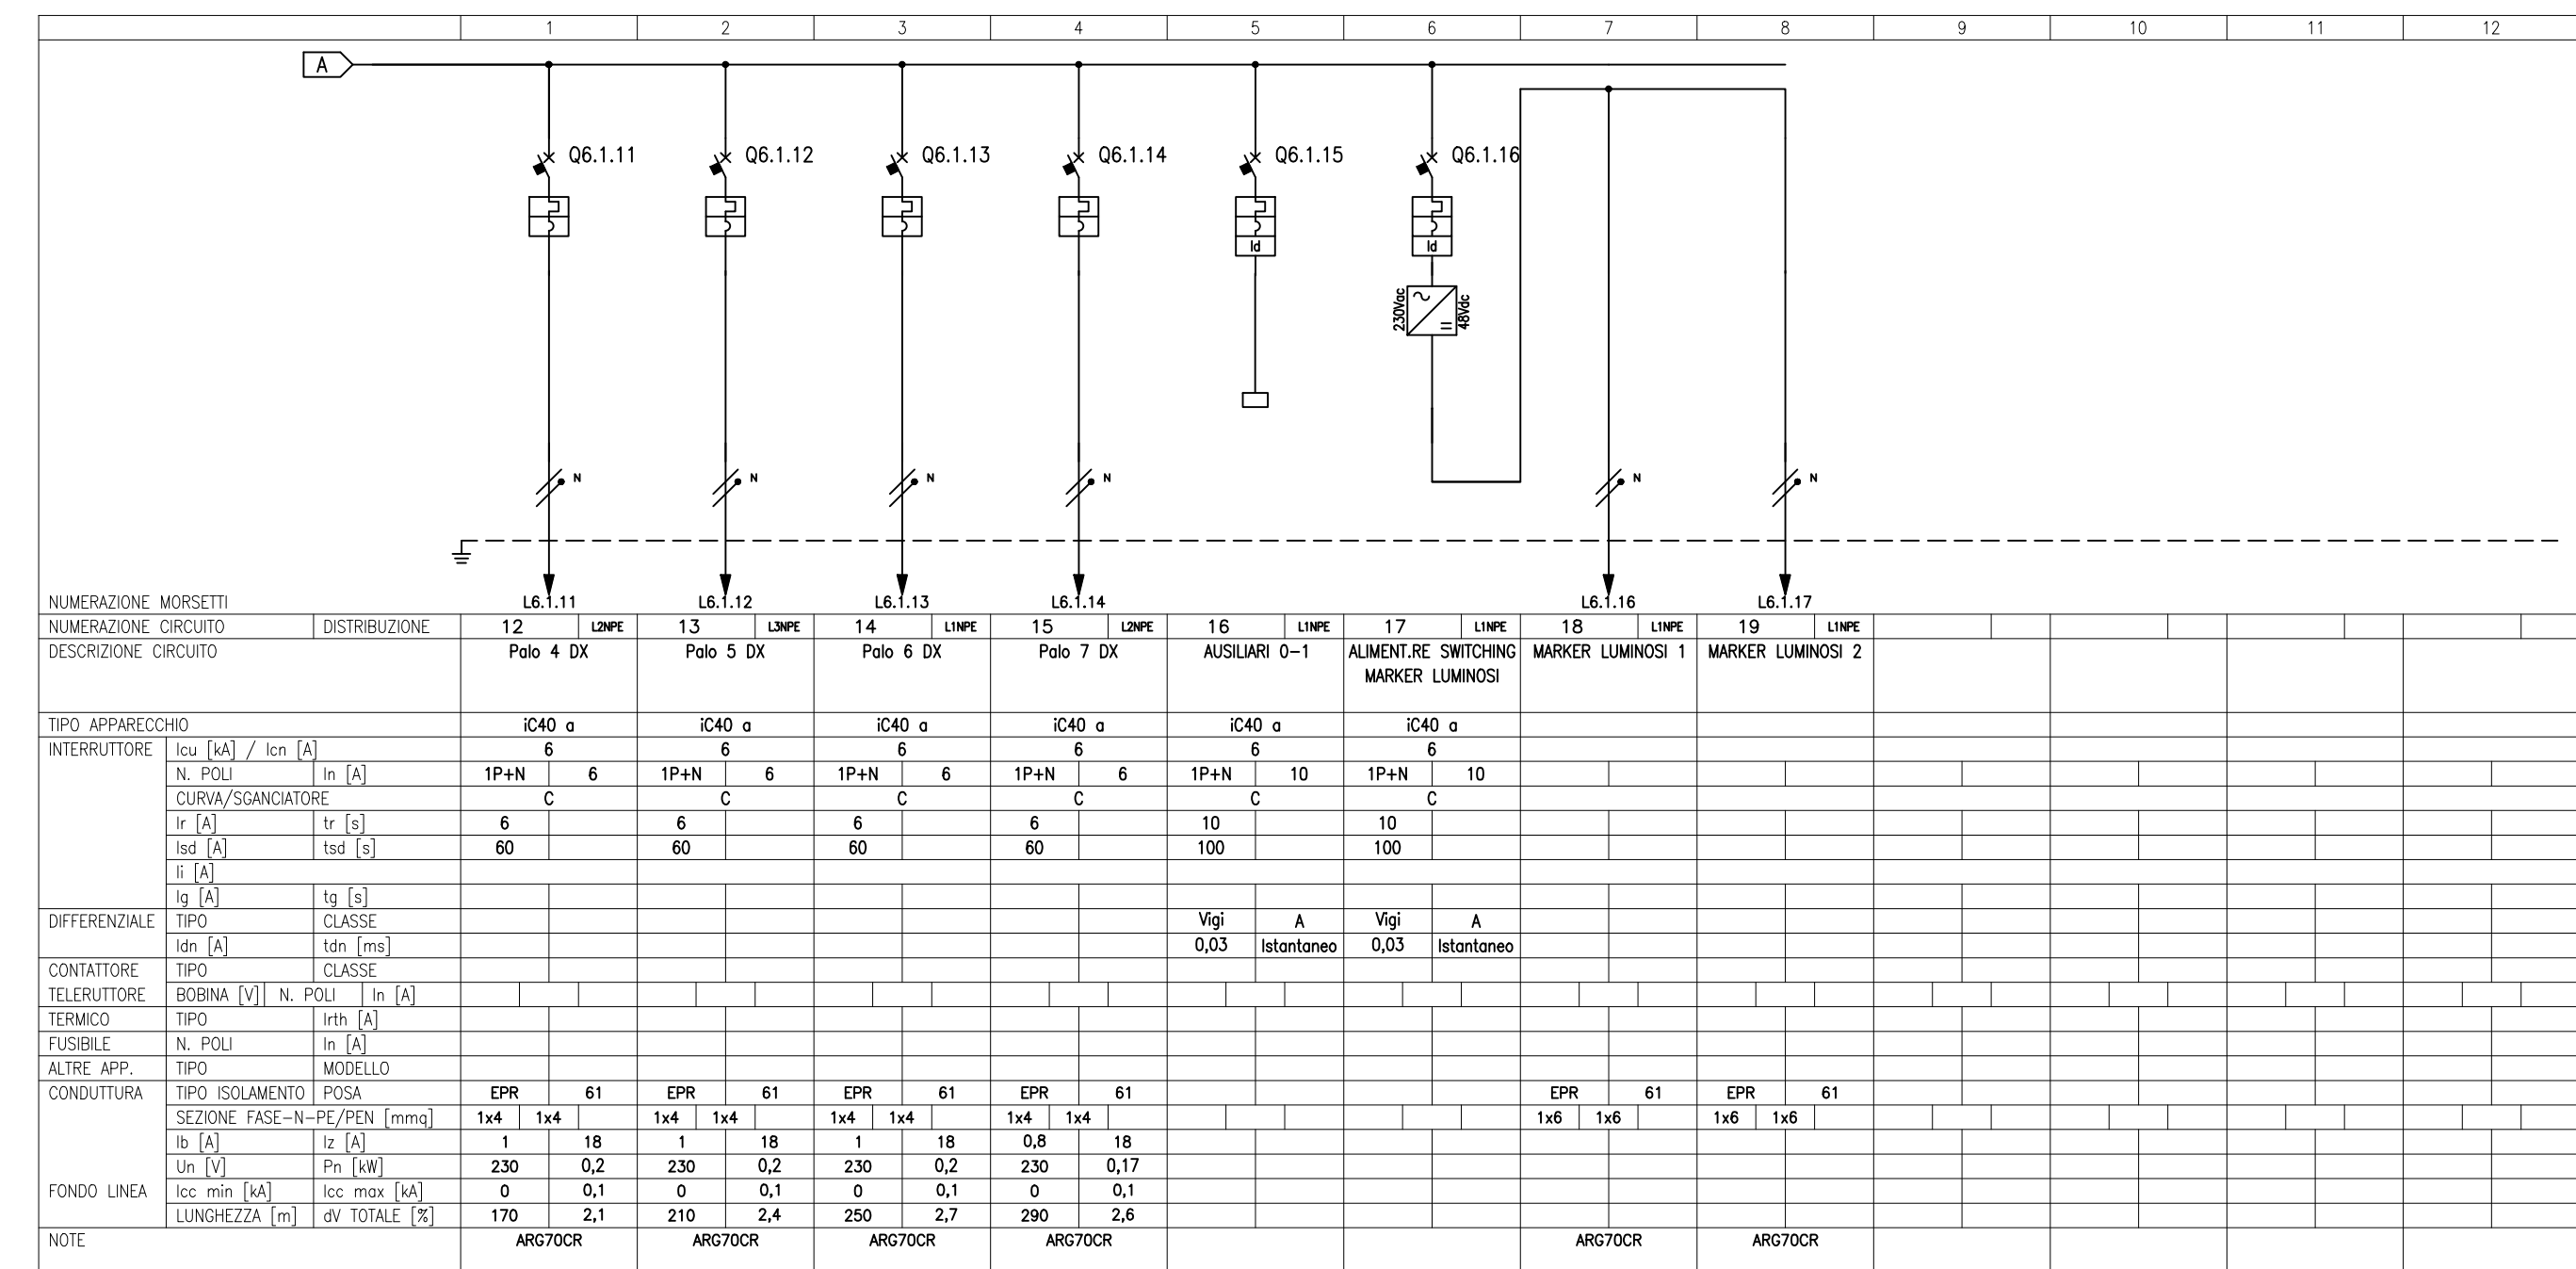 1 2 3 4 5 6 7 8 9 10 11 12
A
Q6.1.11 Q6.1.12 Q6.1.13 Q6.1.14 Q6.1.15 Q6.1.16
Id Id
230Vac 48Vdc
N N N N N N
NUMERAZIONE MORSETTI L6.1.11 L6.1.12 L6.1.13 L6.1.14 L6.1.16 L6.1.17
NUMERAZIONE CIRCUITO DISTRIBUZIONE 12 L2NPE 13 L3NPE 14 L1NPE 15 L2NPE 16 L1NPE 17 L1NPE 18 L1NPE 19 L1NPE
DESCRIZIONE CIRCUITO Palo 4 DX Palo 5 DX Palo 6 DX Palo 7 DX AUSILIARI 0-1 ALIMENT.RE SWITCHING MARKER LUMINOSI 1 MARKER LUMINOSI 2
MARKER LUMINOSI
TIPO APPARECCHIO iC40 a iC40 a iC40 a iC40 a iC40 a iC40 a
INTERRUTTORE Icu [kA] / Icn [A] 6 6 6 6 6 6
N. POLI In [A] 1P+N 6 1P+N 6 1P+N 6 1P+N 6 1P+N 10 1P+N 10
CURVA/SGANCIATORE C C C C C C
Ir [A] tr [s] 6 6 6 6 10 10
Isd [A] tsd [s] 60 60 60 60 100 100
Ii [A]
Ig [A] tg [s]
DIFFERENZIALE TIPO CLASSE Vigi A Vigi A
Idn [A] tdn [ms] 0,03 Istantaneo 0,03 Istantaneo
CONTATTORE TIPO CLASSE
TELERUTTORE BOBINA [V] N. POLI In [A]
TERMICO TIPO Irth [A]
FUSIBILE N. POLI In [A]
ALTRE APP. TIPO MODELLO
CONDUTTURA TIPO ISOLAMENTO POSA EPR 61 EPR 61 EPR 61 EPR 61 EPR 61 EPR 61
SEZIONE FASE-N-PE/PEN [mmq] 1x4 1x4 1x4 1x4 1x4 1x4 1x4 1x4 1x6 1x6 1x6 1x6
Ib [A] Iz [A] 1 18 1 18 1 18 0,8 18
Un [V] Pn [kW] 230 0,2 230 0,2 230 0,2 230 0,17
FONDO LINEA Icc min [kA] Icc max [kA] 0 0,1 0 0,1 0 0,1 0 0,1
LUNGHEZZA [m] dV TOTALE [%] 170 2,1 210 2,4 250 2,7 290 2,6
NOTE ARG7OCR ARG7OCR ARG7OCR ARG7OCR ARG7OCR ARG7OCR